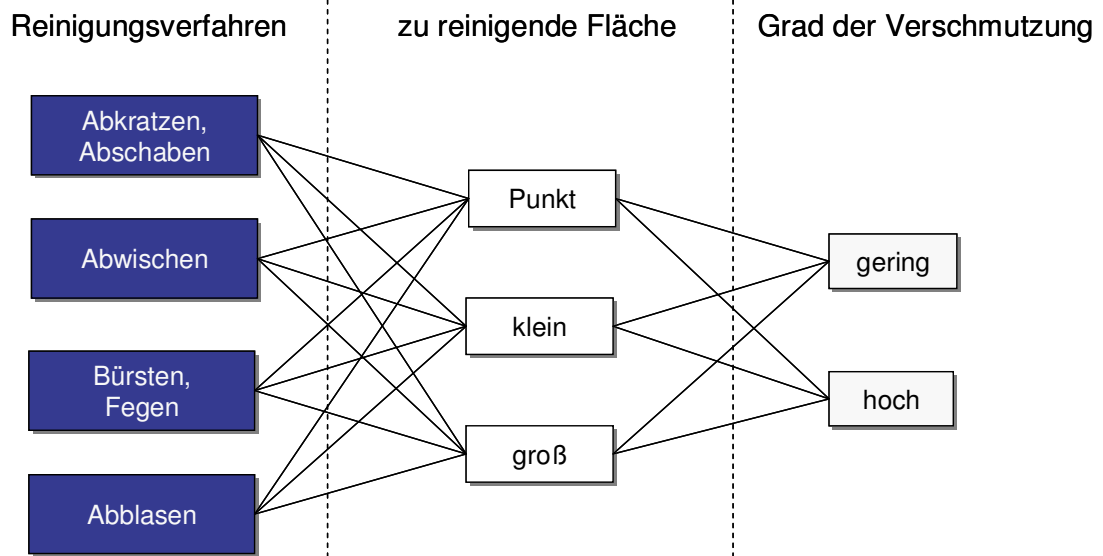 Reinigungsverfahren
zu reinigende Fläche
Grad der Verschmutzung
Abkratzen,
Abschaben
Abwischen
Bürsten,
Fegen
Abblasen
Punkt
klein
groß
gering
hoch